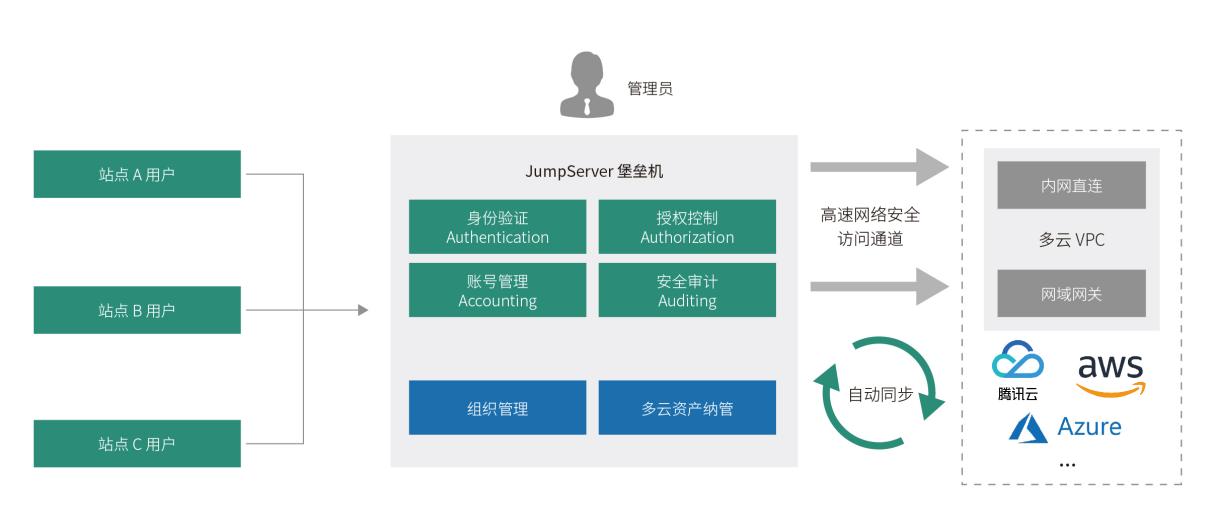 管理员
站点 A 用户
站点 B 用户
站点 C 用户
JumpServer 堡垒机
身份验证
Authentication
授权控制
Authorization
账号管理
Accounting
安全审计
Auditing
组织管理
多云资产纳管
高速网络安全
访问通道
自动同步
内网直连
多云 VPC
网域网关
腾讯云
aws
Azure
...